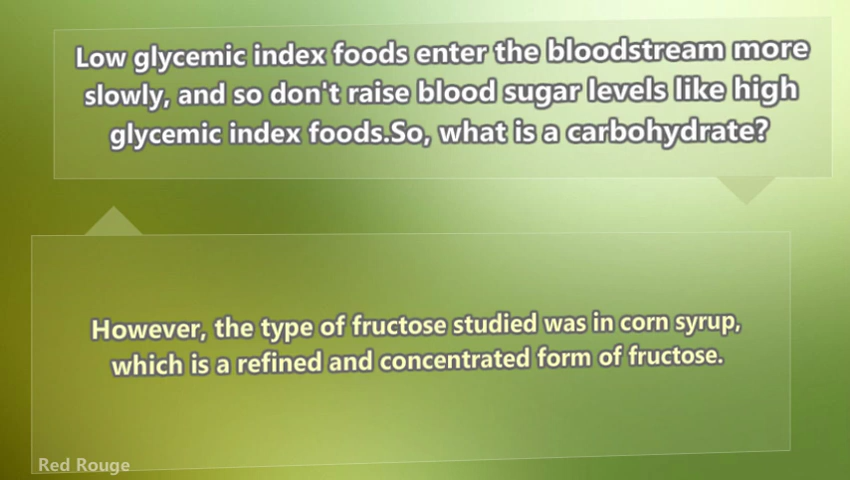 Low glycemic index foods enter the bloodstream more
slowly, and so don't raise blood sugar levels like high
glycemic index foods.So, what is a carbohydrate?
However, the type of fructose studied was in corn syrup,
which is a refined and concentrated form of fructose.
Red Rouge